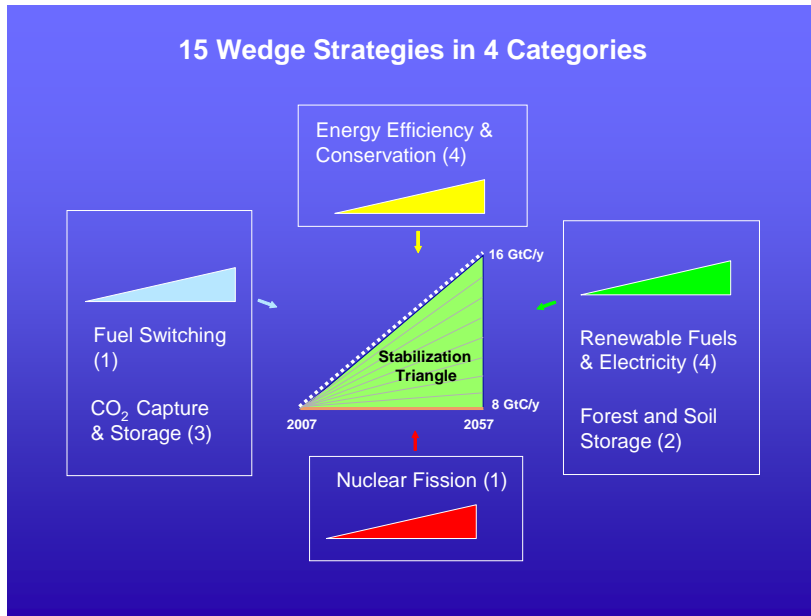 15 Wedge Strategies in 4 Categories
Energy Efficiency &
Conservation (4)
16 GtC/y
Fuel Switching
(1)
CO₂ Capture
& Storage (3)
Stabilization
Triangle
8 GtC/y
2007
2057
Renewable Fuels
& Electricity (4)
Forest and Soil
Storage (2)
Nuclear Fission (1)